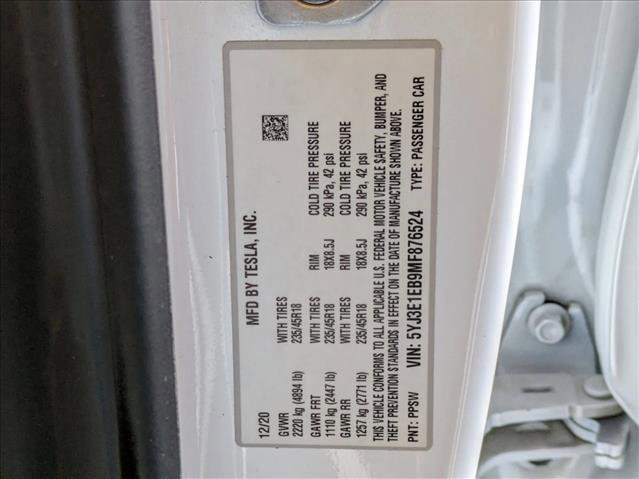 MFD BY TESLA, INC.
12/20
GVWR WITH TIRES RIM COLD TIRE PRESSURE
2220 kg (4894 lb) 235/45R18 18X8.5J 290 kPa, 42 psi
GAWR FRT WITH TIRES RIM COLD TIRE PRESSURE
1110 kg (2447 lb) 235/45R18 18X8.5J 290 kPa, 42 psi
GAWR RR
1257 kg (2771 lb) 235/45R18
THIS VEHICLE CONFORMS TO ALL APPLICABLE U.S. FEDERAL MOTOR VEHICLE SAFETY, BUMPER, AND
THEFT PREVENTION STANDARDS IN EFFECT ON THE DATE OF MANUFACTURE SHOWN ABOVE.
VIN: 5YJ3E1EB9MF876524
PNT: PPSW TYPE: PASSENGER CAR